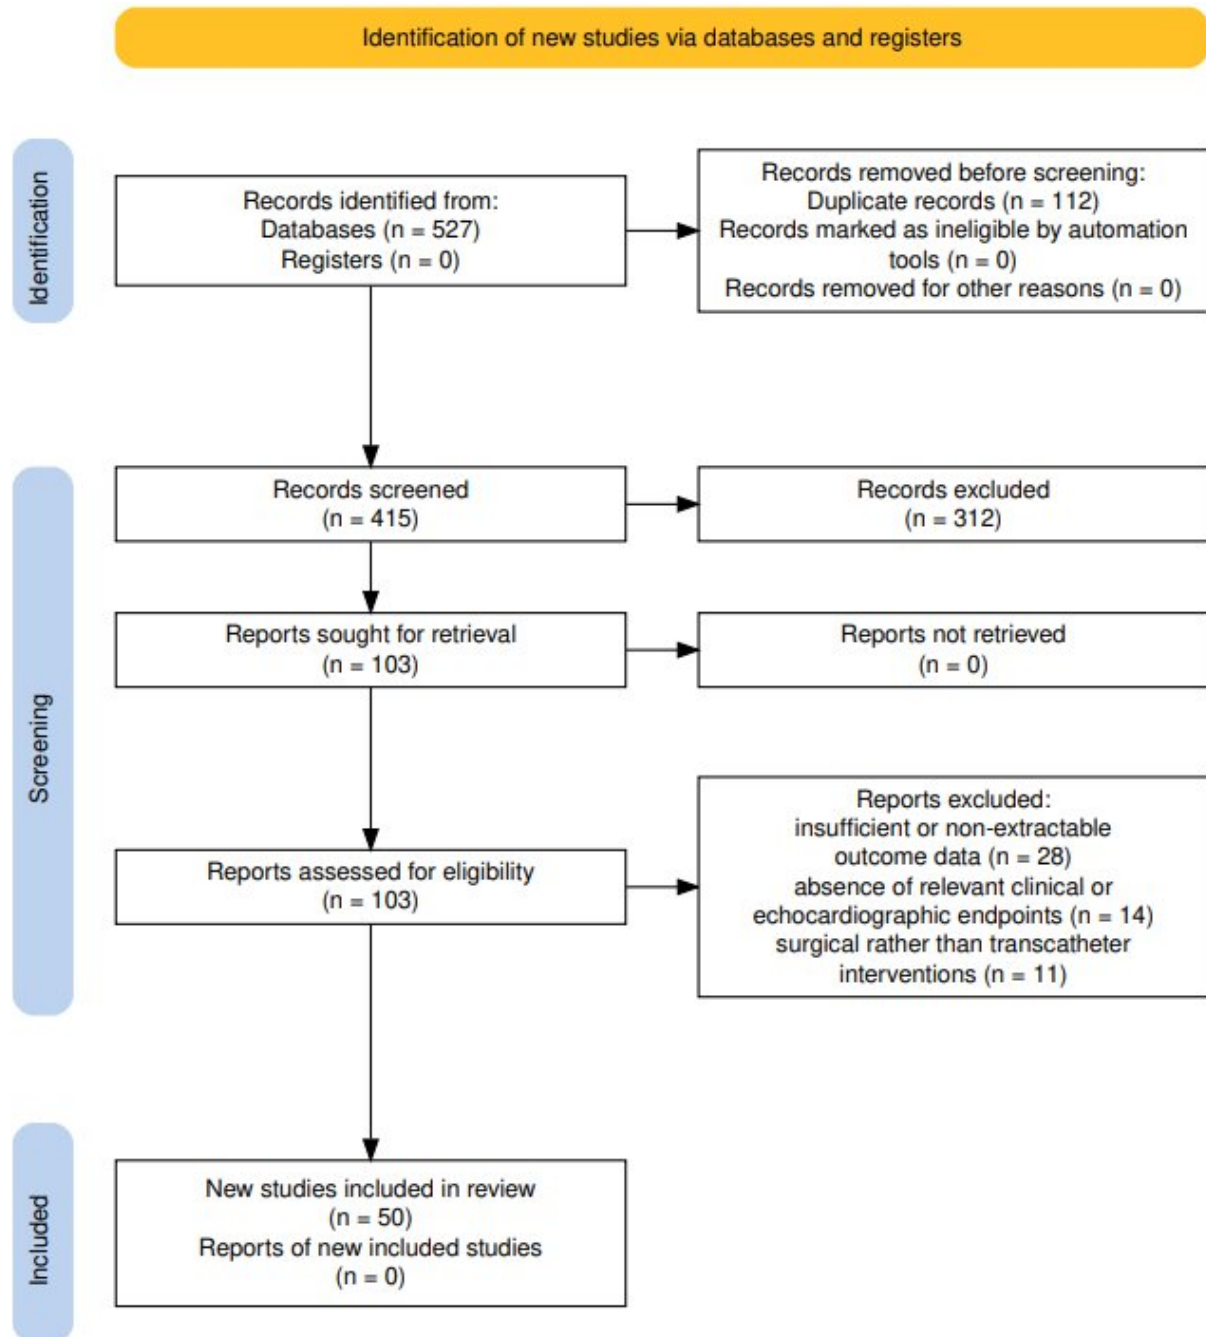 Identification of new studies via databases and registers
Identification
Records identified from:
Databases (n = 527)
Registers (n = 0)
Records removed before screening:
Duplicate records (n = 112)
Records marked as ineligible by automation
tools (n = 0)
Records removed for other reasons (n = 0)
Screening
Records screened
(n = 415)
Records excluded
(n = 312)
Reports sought for retrieval
(n = 103)
Reports not retrieved
(n = 0)
Reports assessed for eligibility
(n = 103)
Reports excluded:
insufficient or non-extractable
outcome data (n = 28)
absence of relevant clinical or
echocardiographic endpoints (n = 14)
surgical rather than transcatheter
interventions (n = 11)
Included
New studies included in review
(n = 50)
Reports of new included studies
(n = 0)